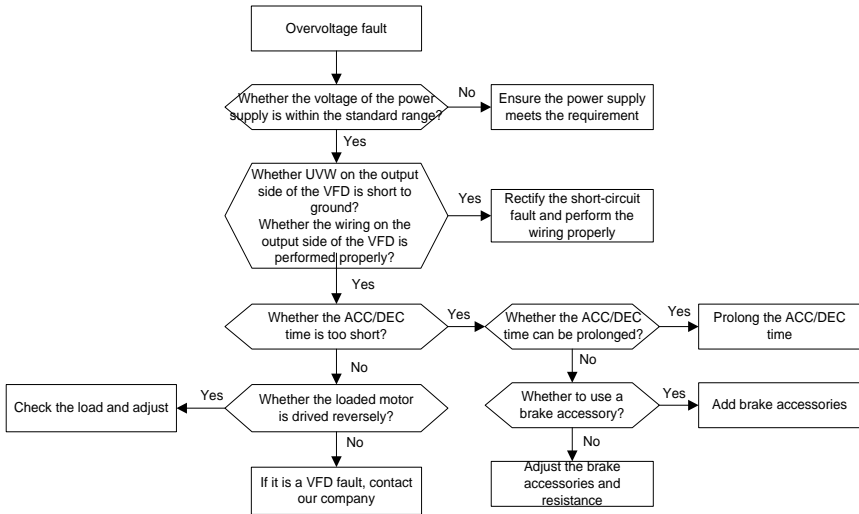 Overvoltage fault
Whether the voltage of the power
supply is within the standard range?
No
Ensure the power supply
meets the requirement
Yes
Whether UVW on the output
side of the VFD is short to
ground?
Whether the wiring on the
output side of the VFD is
performed properly?
Yes
Rectify the short-circuit
fault and perform the
wiring properly
Yes
Whether the ACC/DEC
time is too short?
Yes
Whether the ACC/DEC
time can be prolonged?
Yes
Prolong the ACC/DEC
time
No
No
Check the load and adjust
Yes
Whether the loaded motor
is drived reversely?
Whether to use a
brake accessory?
Yes
Add brake accessories
No
No
If it is a VFD fault, contact
our company
Adjust the brake
accessories and
resistance